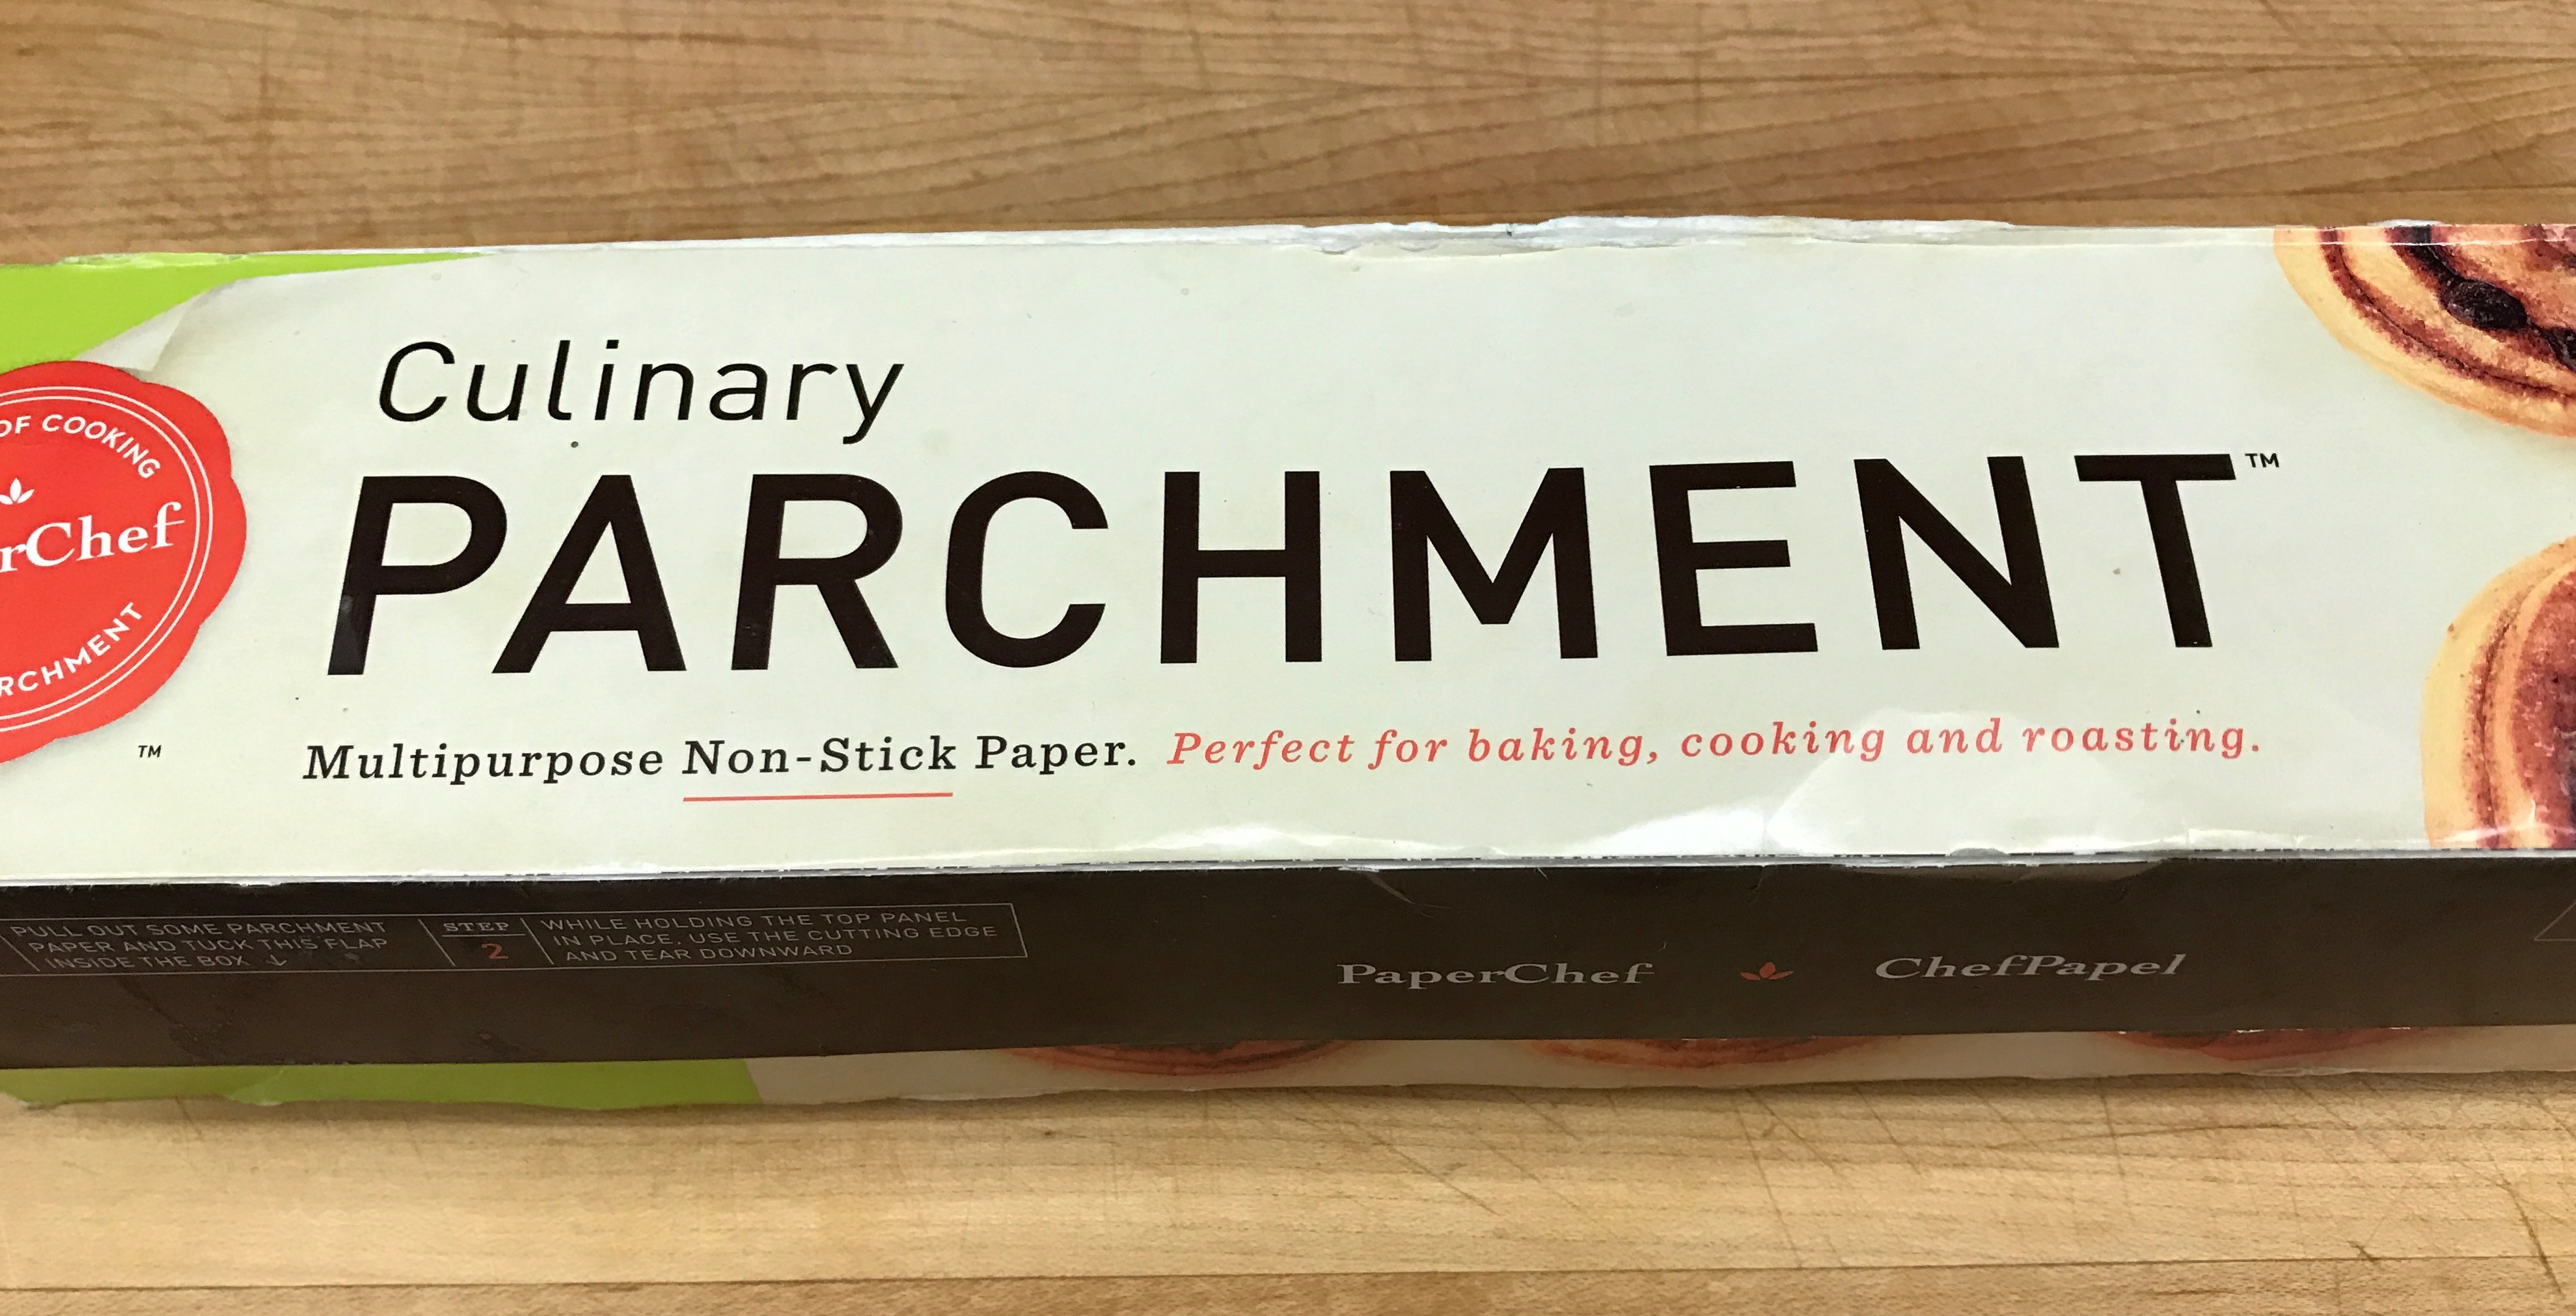 Culinary
PARCHMENT™
Multipurpose Non-Stick Paper. Perfect for baking, cooking and roasting.
OF COOKING
rChef
RCHMENT
™
PULL OUT SOME PARCHMENT
PAPER AND TUCK THIS FLAP
INSIDE THE BOX ↓
STEP
2
WHILE HOLDING THE TOP PANEL
IN PLACE, USE THE CUTTING EDGE
AND TEAR DOWNWARD
PaperChef ChefPapel